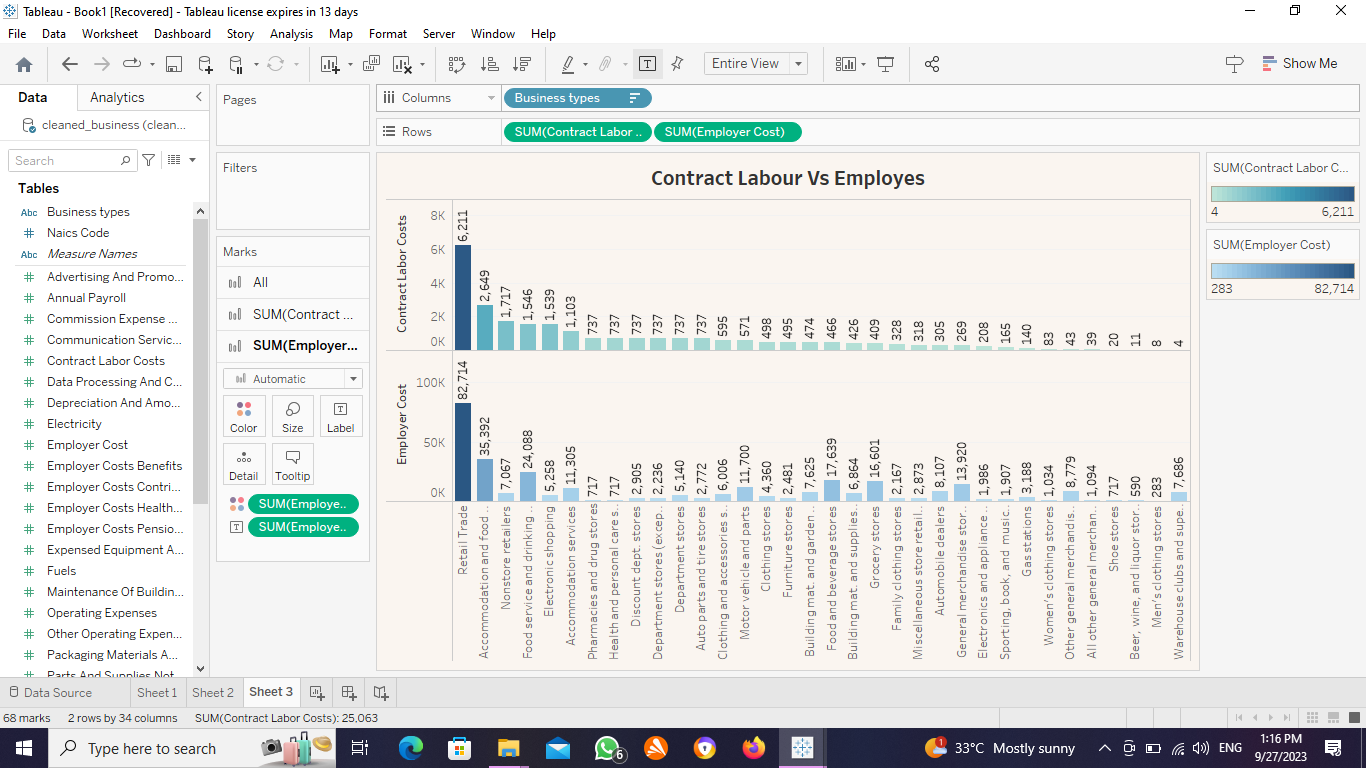 Tableau - Book1 [Recovered] - Tableau license expires in 13 days
File Data Worksheet Dashboard Story Analysis Map Format Server Window Help
Entire View
Show Me
Data Analytics
cleaned_business (clean...
Search
Tables
Abc Business types
# Naics Code
Abc Measure Names
# Advertising And Promo...
# Annual Payroll
# Commission Expense ...
# Communication Servic...
# Contract Labor Costs
# Data Processing And C...
# Depreciation And Amo...
# Electricity
# Employer Cost
# Employer Costs Benefits
# Employer Costs Contri...
# Employer Costs Health...
# Employer Costs Pensio...
# Expensed Equipment A...
# Fuels
# Maintenance Of Buildin...
# Operating Expenses
# Other Operating Expen...
# Packaging Materials A...
# Parts And Supplies Not
Pages
Filters
Marks
All
SUM(Contract ...
SUM(Employer...
Automatic
Color Size Label
Detail Tooltip
SUM(Employe..
SUM(Employe..
Columns
Business types
Rows
SUM(Contract Labor .. SUM(Employer Cost)
Contract Labour Vs Employes
Contract Labor Costs
8K
6K
4K
2K
0K
6,211 2,649 1,717 1,546 1,539 1,103 737 737 737 737 737 737 595 571 498 495 474 466 426 409 328 318 305 269 208 165 140 83 43 39 20 11 8 4
Employer Cost
100K
50K
0K
82,714 35,392 7,067 24,088 5,258 11,305 717 717 2,905 2,236 5,140 2,772 6,006 11,700 4,360 2,481 7,625 17,639 6,864 16,601 2,167 2,873 8,107 13,920 1,986 1,907 3,188 1,034 8,779 1,094 717 590 283 7,686
Retail Trade
Accommodation and food ..
Nonstore retailers
Food service and drinking ..
Electronic shopping
Accommodation services
Pharmacies and drug stores
Health and personal care s..
Discount dept. stores
Department stores (excep..
Department stores
Auto parts and tire stores
Clothing and accessories s..
Motor vehicle and parts
Clothing stores
Furniture stores
Building mat. and garden ..
Food and beverage stores
Building mat. and supplies..
Grocery stores
Family clothing stores
Miscellaneous store retail..
Automobile dealers
General merchandise stor..
Electronics and appliance ..
Sporting, book, and music..
Gas stations
Women's clothing stores
Other general merchandis..
All other general merchan..
Shoe stores
Beer, wine, and liquor stor..
Men's clothing stores
Warehouse clubs and supe..
SUM(Contract Labor C...
4 6,211
SUM(Employer Cost)
283 82,714
Data Source Sheet 1 Sheet 2 Sheet 3
68 marks 2 rows by 34 columns SUM(Contract Labor Costs): 25,063
Type here to search
6
1
33°C Mostly sunny
ENG
1:16 PM
9/27/2023